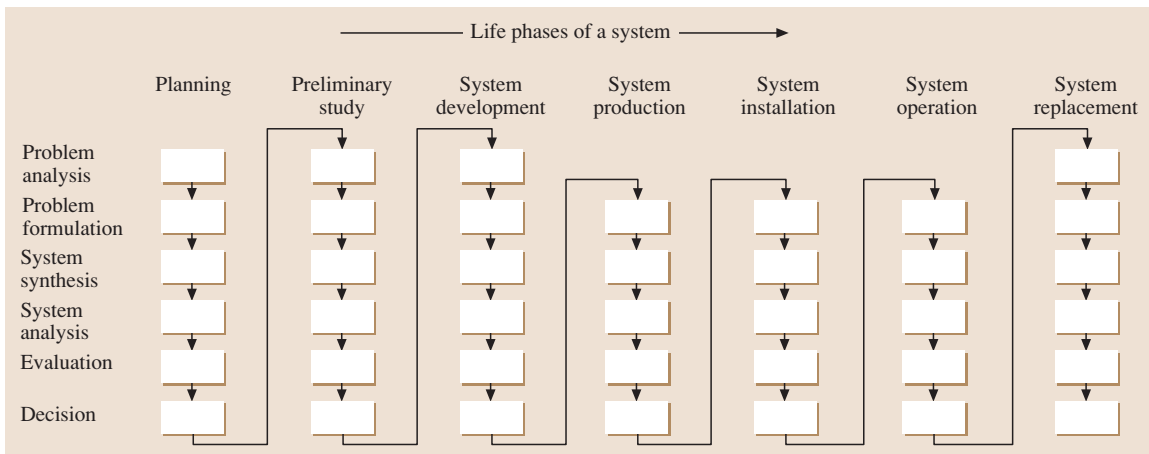 Life phases of a system
Planning
Preliminary
study
System
development
System
production
System
installation
System
operation
System
replacement
Problem
analysis
Problem
formulation
System
synthesis
System
analysis
Evaluation
Decision